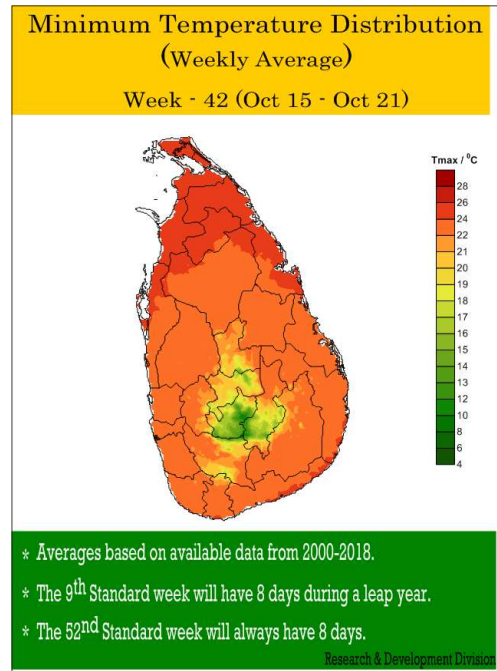 Minimum Temperature Distribution
(Weekly Average)
Week - 42 (Oct 15 - Oct 21)
Tmax / ⁰C
28
26
24
22
21
20
19
18
17
16
15
14
13
12
10
8
6
4
* Averages based on available data from 2000-2018.
* The 9th Standard week will have 8 days during a leap year.
* The 52nd Standard week will always have 8 days.
Research & Development Division